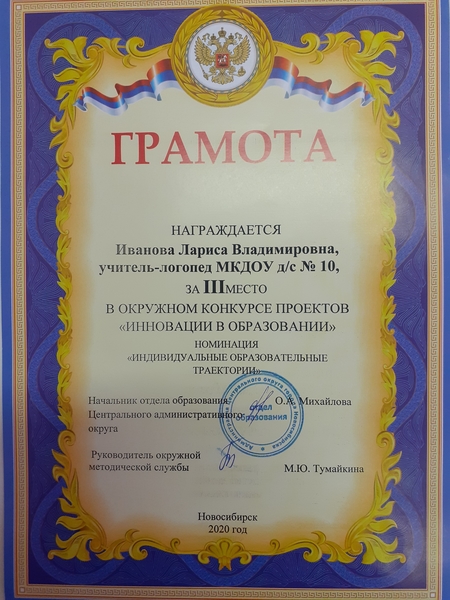 ГРАМОТА
НАГРАЖДАЕТСЯ
Иванова Лариса Владимировна,
учитель-логопед МКДОУ д/с № 10,
ЗА III МЕСТО
В ОКРУЖНОМ КОНКУРСЕ ПРОЕКТОВ
«ИННОВАЦИИ В ОБРАЗОВАНИИ»
НОМИНАЦИЯ
«ИНДИВИДУАЛЬНЫЕ ОБРАЗОВАТЕЛЬНЫЕ
ТРАЕКТОРИИ»
Начальник отдела образования О.А. Михайлова
Центрального административного
округа
отдел
образования
Руководитель окружной
методической службы М.Ю. Тумайкина
Новосибирск
2020 год